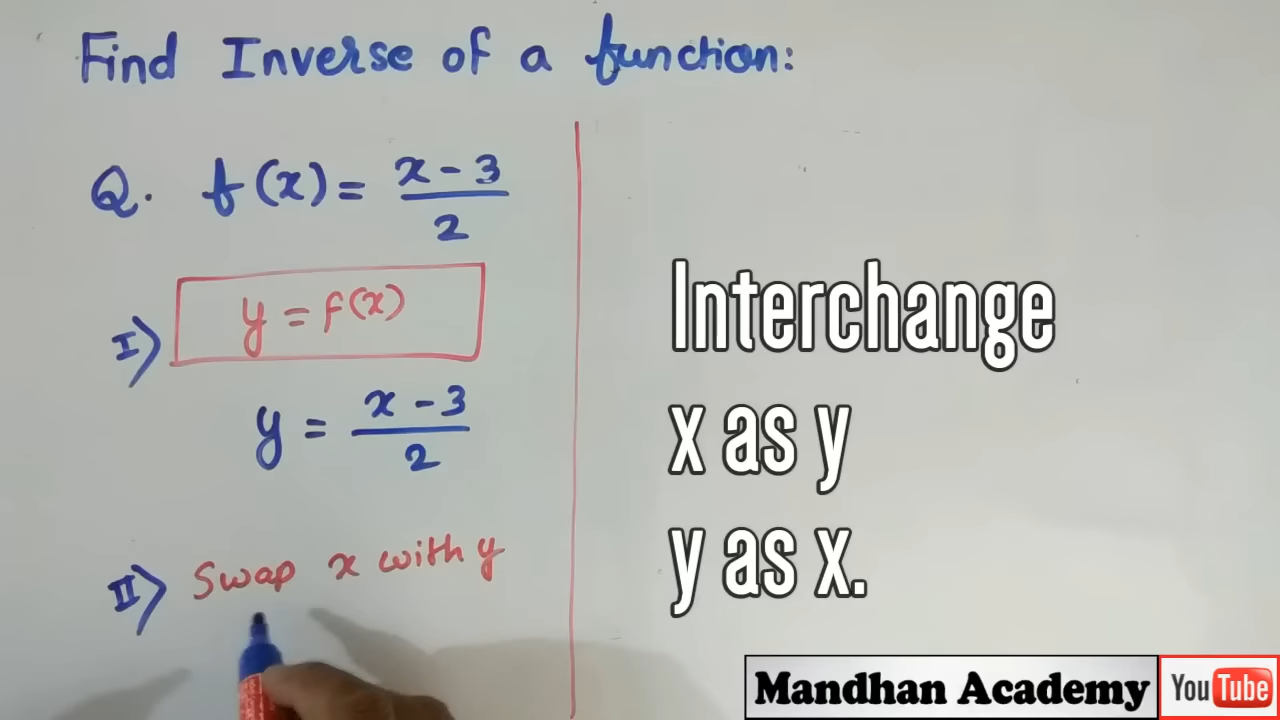 Find Inverse of a function:
Q. f(x) = x - 3 / 2
I) y = f(x)
y = x - 3 / 2
II) Swap x with y
Interchange
x as y
y as x.
Mandhan Academy YouTube